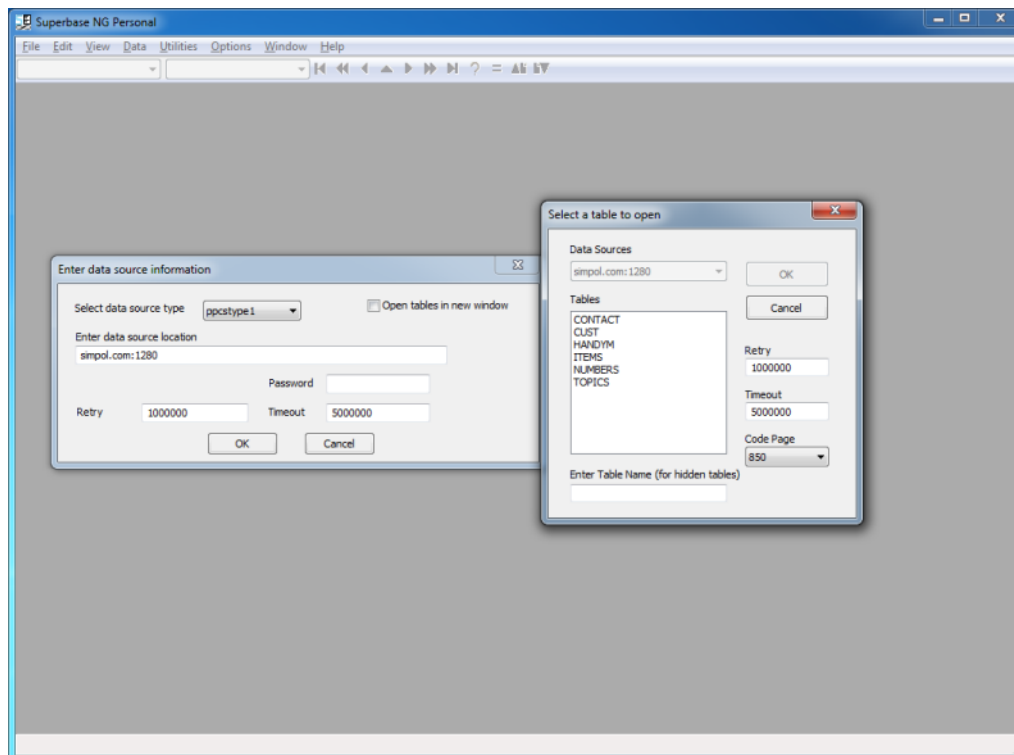 Superbase NG Personal
File Edit View Data Utilities Options Window Help
Enter data source information
Select data source type ppcstype1 Open tables in new window
Enter data source location
simpol.com:1280
Password
Retry 1000000 Timeout 5000000
OK Cancel
Select a table to open
Data Sources
simpol.com:1280 OK
Tables Cancel
CONTACT
CUST
HANDYM
ITEMS
NUMBERS
TOPICS
Retry
1000000
Timeout
5000000
Code Page
850
Enter Table Name (for hidden tables)